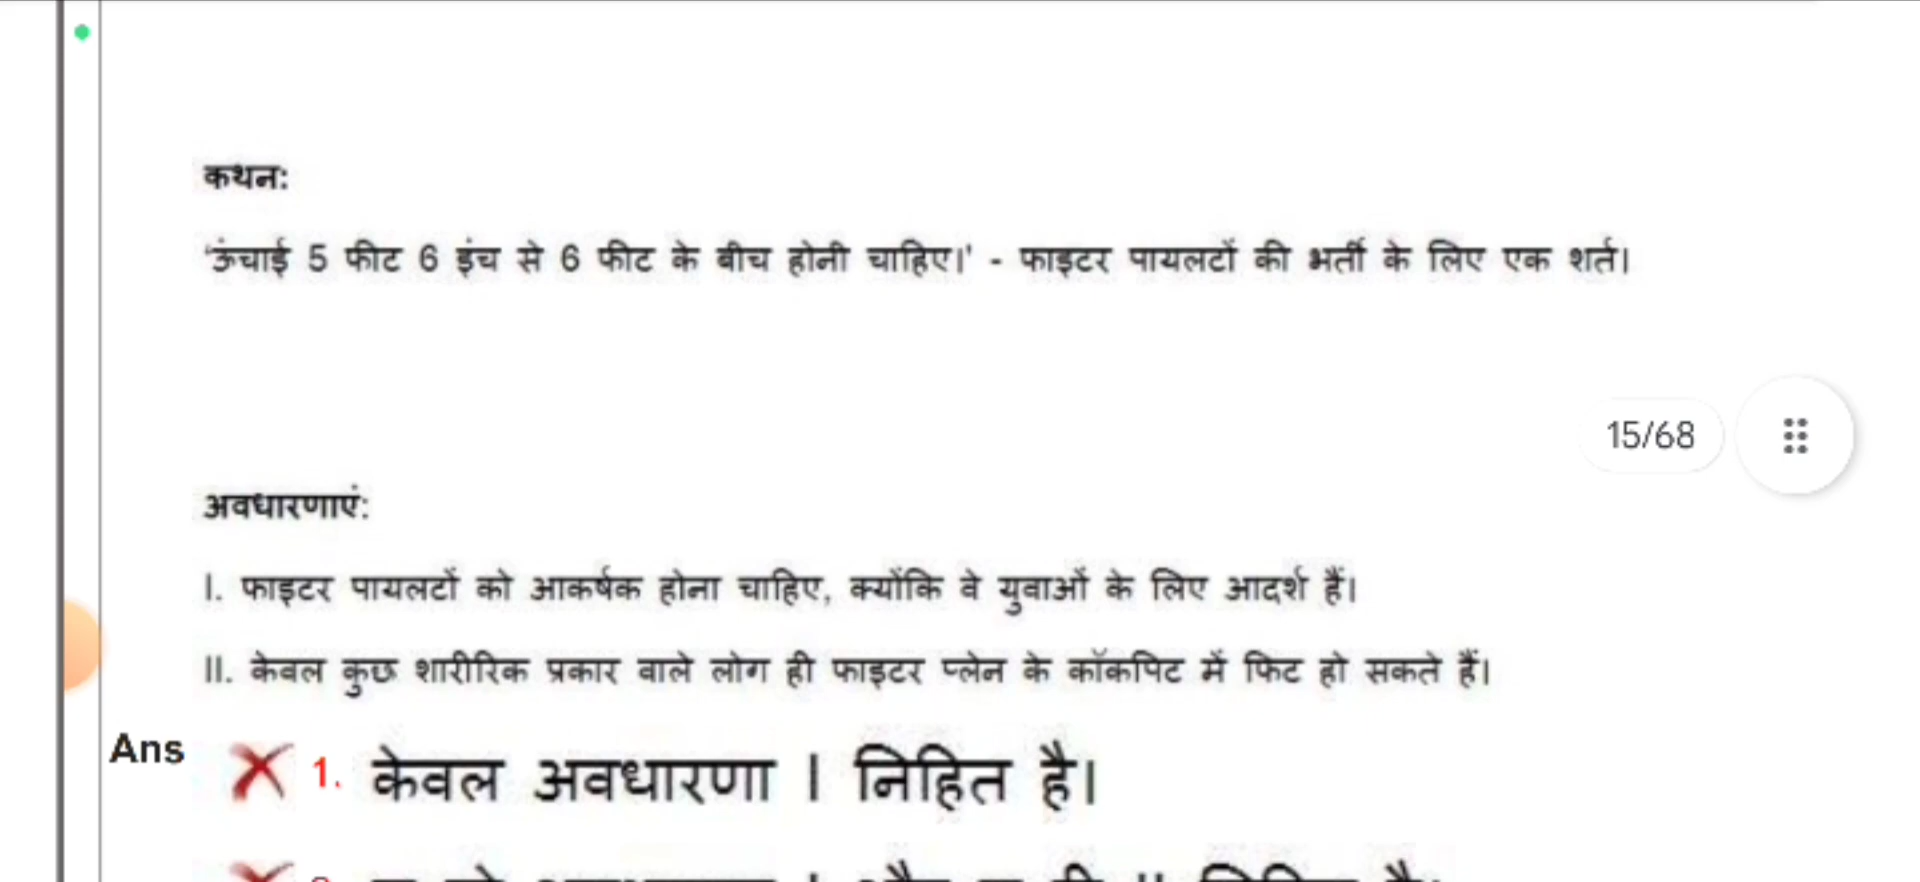 कथन:
'ऊंचाई 5 फीट 6 इंच से 6 फीट के बीच होनी चाहिए।' - फाइटर पायलटों की भर्ती के लिए एक शर्त।
15/68
अवधारणाएं:
I. फाइटर पायलटों को आकर्षक होना चाहिए, क्योंकि वे युवाओं के लिए आदर्श हैं।
II. केवल कुछ शारीरिक प्रकार वाले लोग ही फाइटर प्लेन के कॉकपिट में फिट हो सकते हैं।
Ans
1. केवल अवधारणा I निहित है।